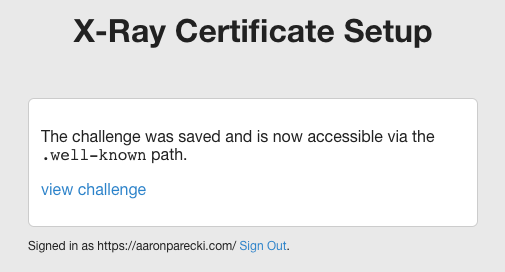 X-Ray Certificate Setup
The challenge was saved and is now accessible via the
.well-known path.
view challenge
Signed in as https://aaronparecki.com/ Sign Out.